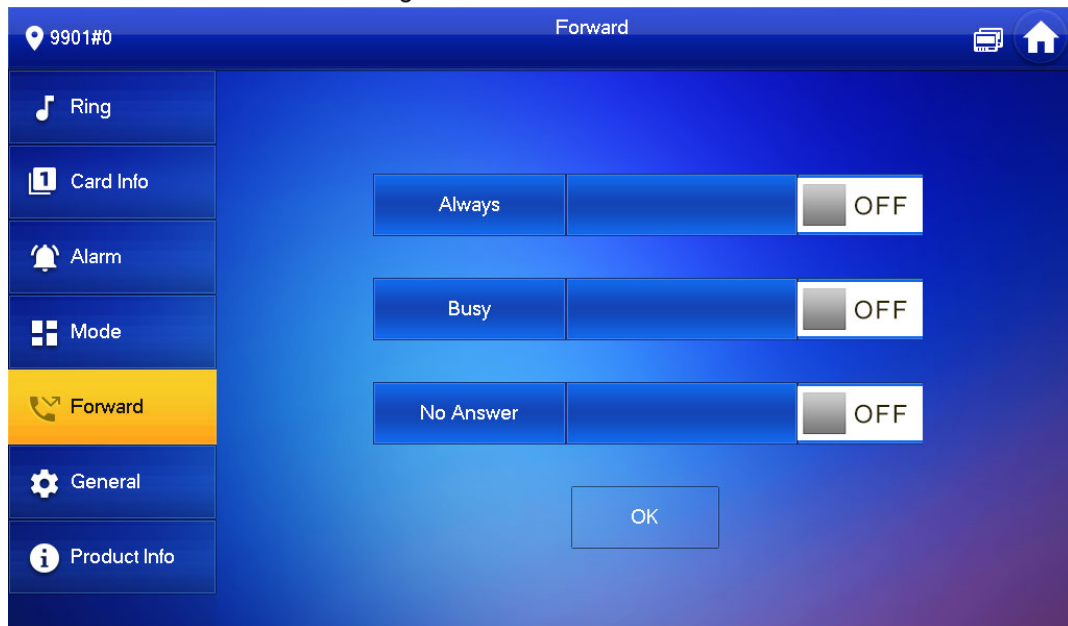 9901#0
Forward
Ring
1 Card Info
Alarm
Mode
Forward
General
Product Info
Always OFF
Busy OFF
No Answer OFF
OK